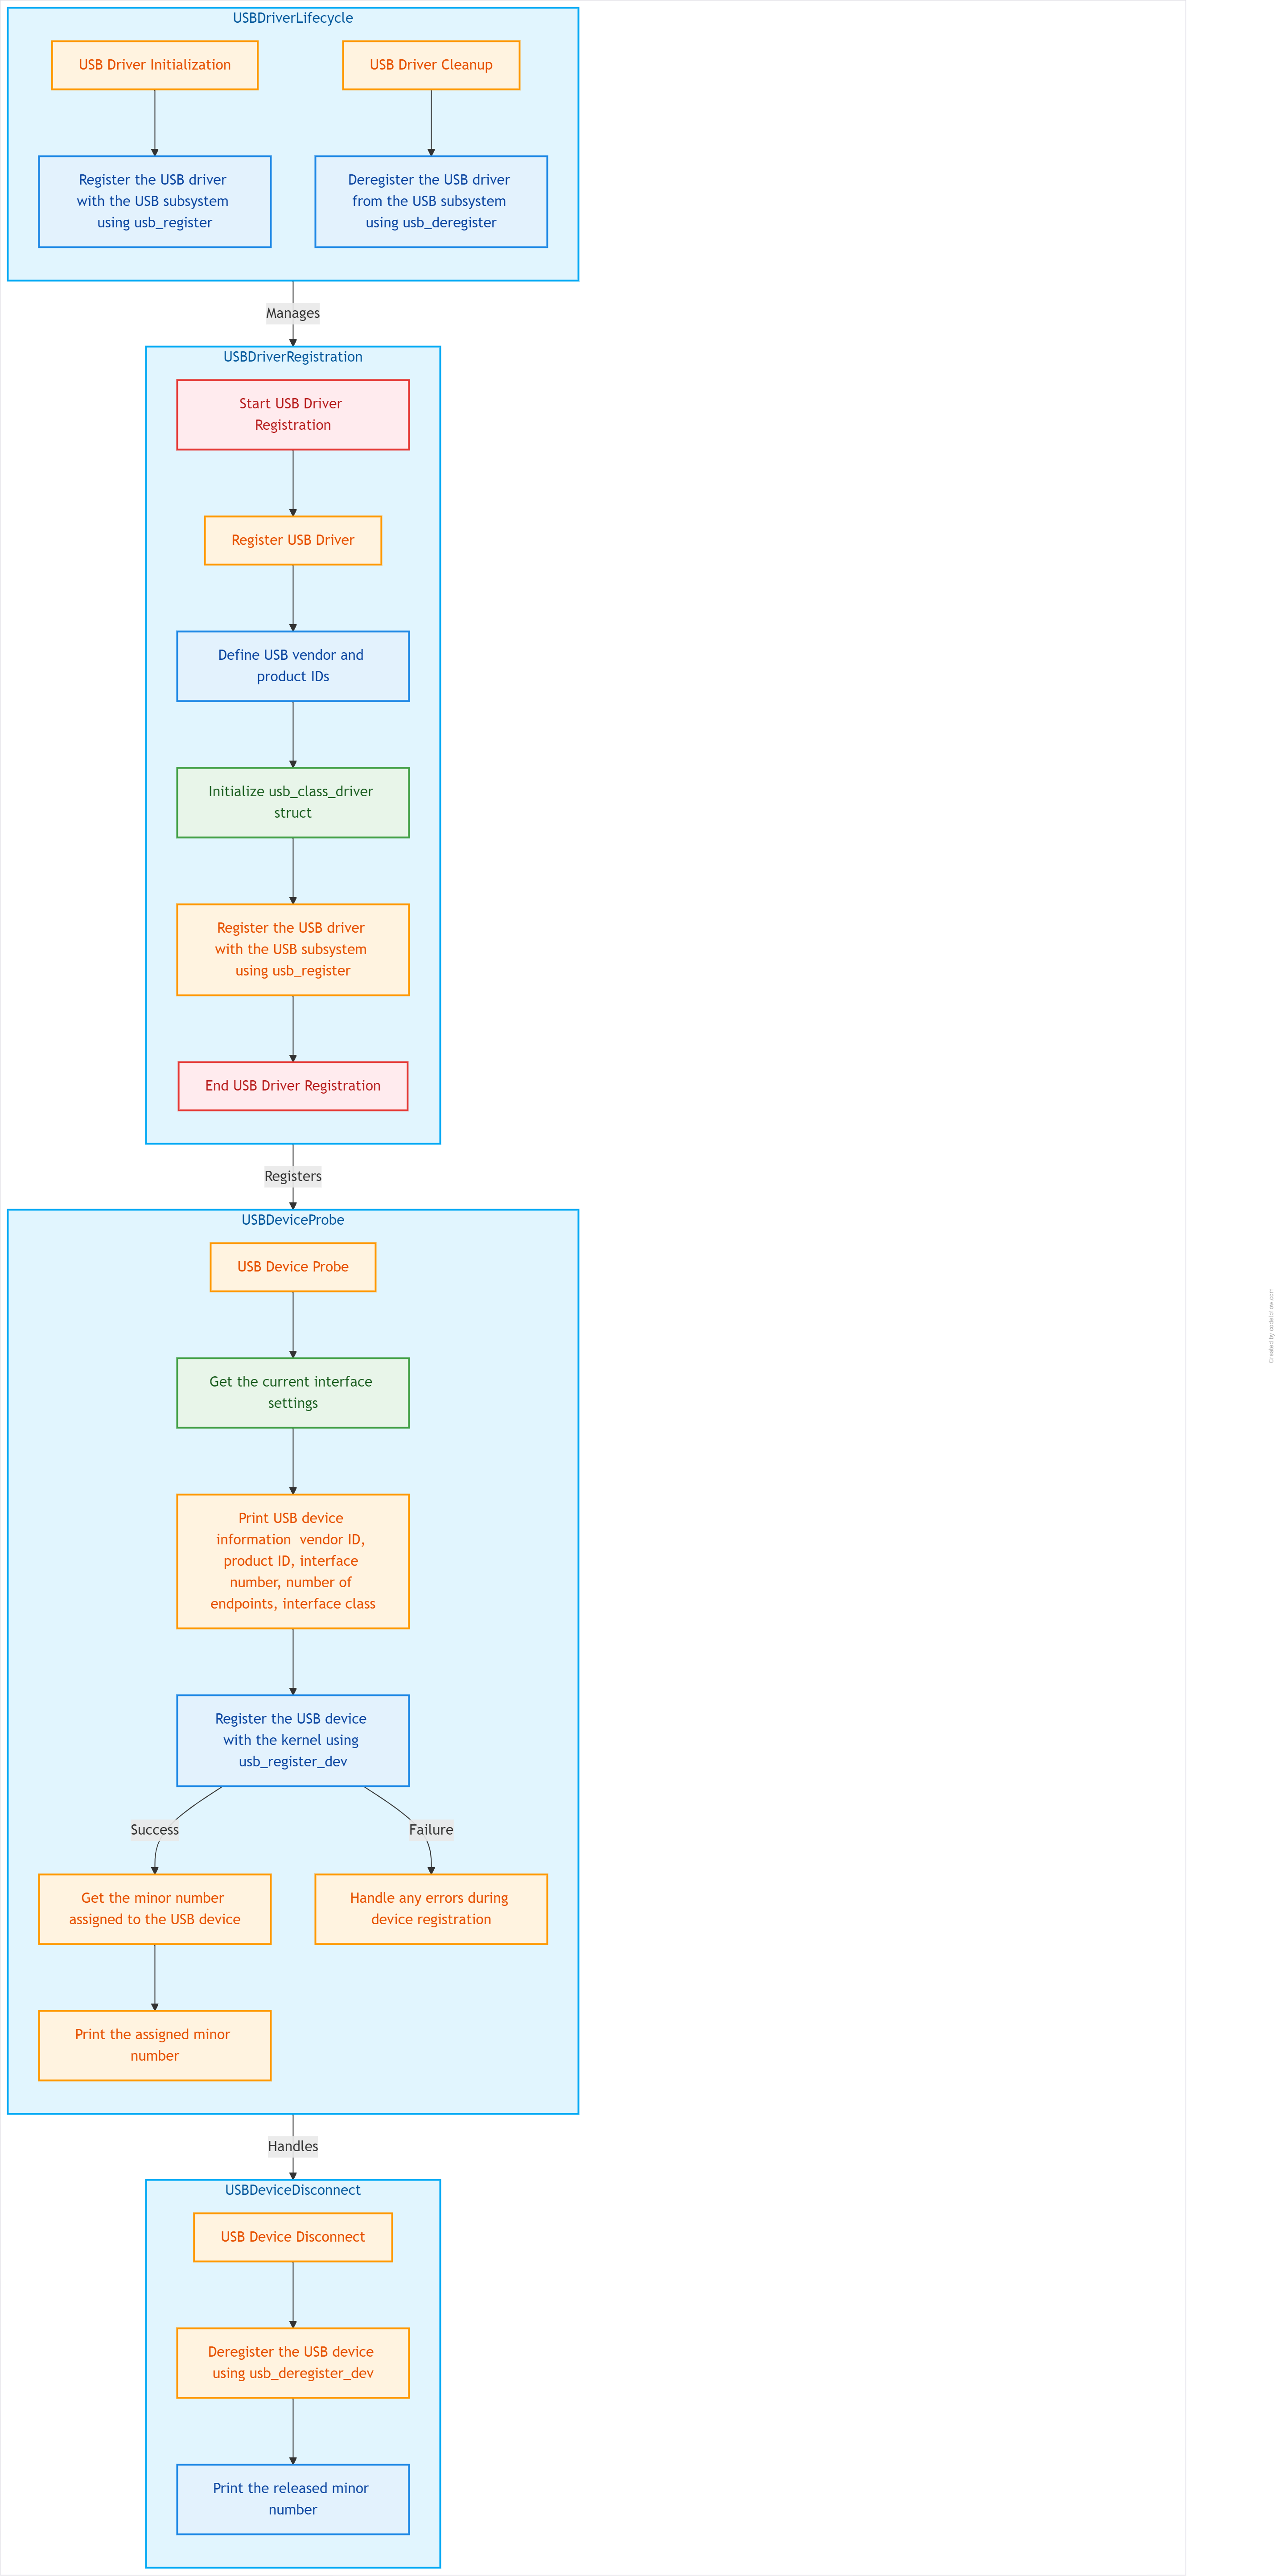 USBDriverLifecycle
USB Driver Initialization
USB Driver Cleanup
Register the USB driver
with the USB subsystem
using usb_register
Deregister the USB driver
from the USB subsystem
using usb_deregister
Manages
USBDriverRegistration
Start USB Driver
Registration
Register USB Driver
Define USB vendor and
product IDs
Initialize usb_class_driver
struct
Register the USB driver
with the USB subsystem
using usb_register
End USB Driver Registration
Registers
USBDeviceProbe
USB Device Probe
Get the current interface
settings
Print USB device
information  vendor ID,
product ID, interface
number, number of
endpoints, interface class
Register the USB device
with the kernel using
usb_register_dev
Success
Failure
Get the minor number
assigned to the USB device
Handle any errors during
device registration
Print the assigned minor
number
Handles
USBDeviceDisconnect
USB Device Disconnect
Deregister the USB device
using usb_deregister_dev
Print the released minor
number
Created by